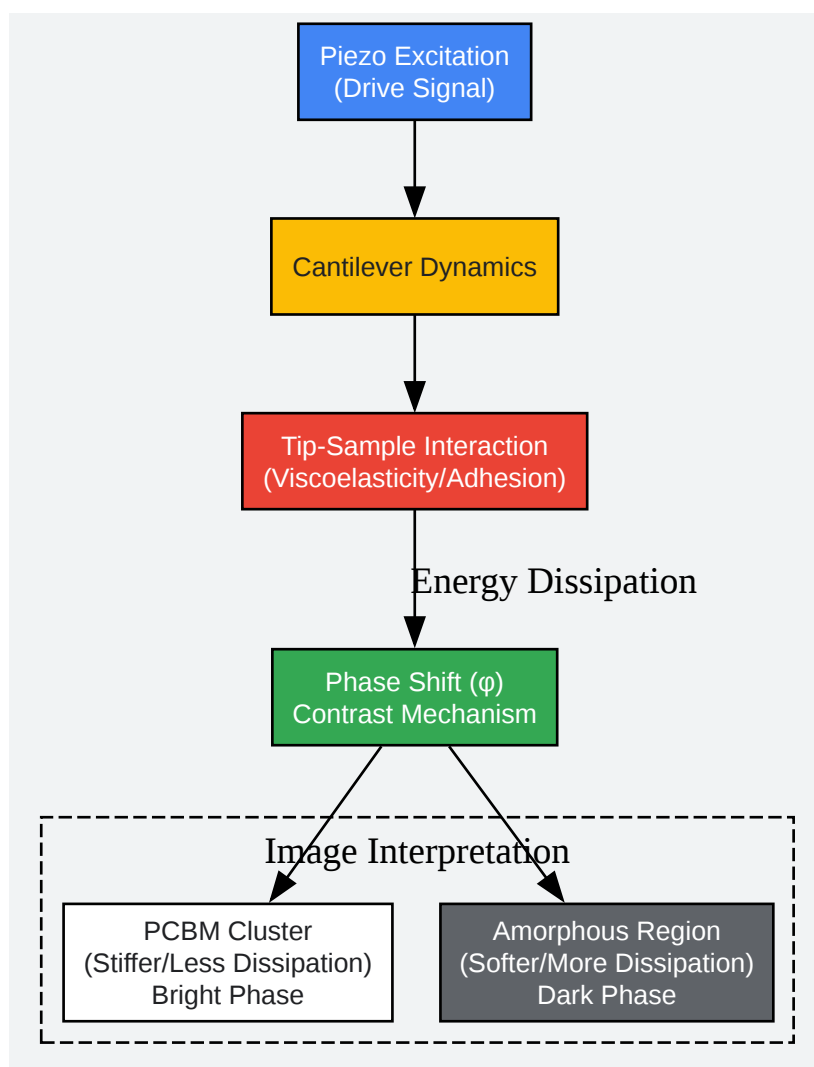 Piezo Excitation
(Drive Signal)
Cantilever Dynamics
Tip-Sample Interaction
(Viscoelasticity/Adhesion)
Energy Dissipation
Phase Shift (φ)
Contrast Mechanism
Image Interpretation
PCBM Cluster
(Stiffer/Less Dissipation)
Bright Phase
Amorphous Region
(Softer/More Dissipation)
Dark Phase